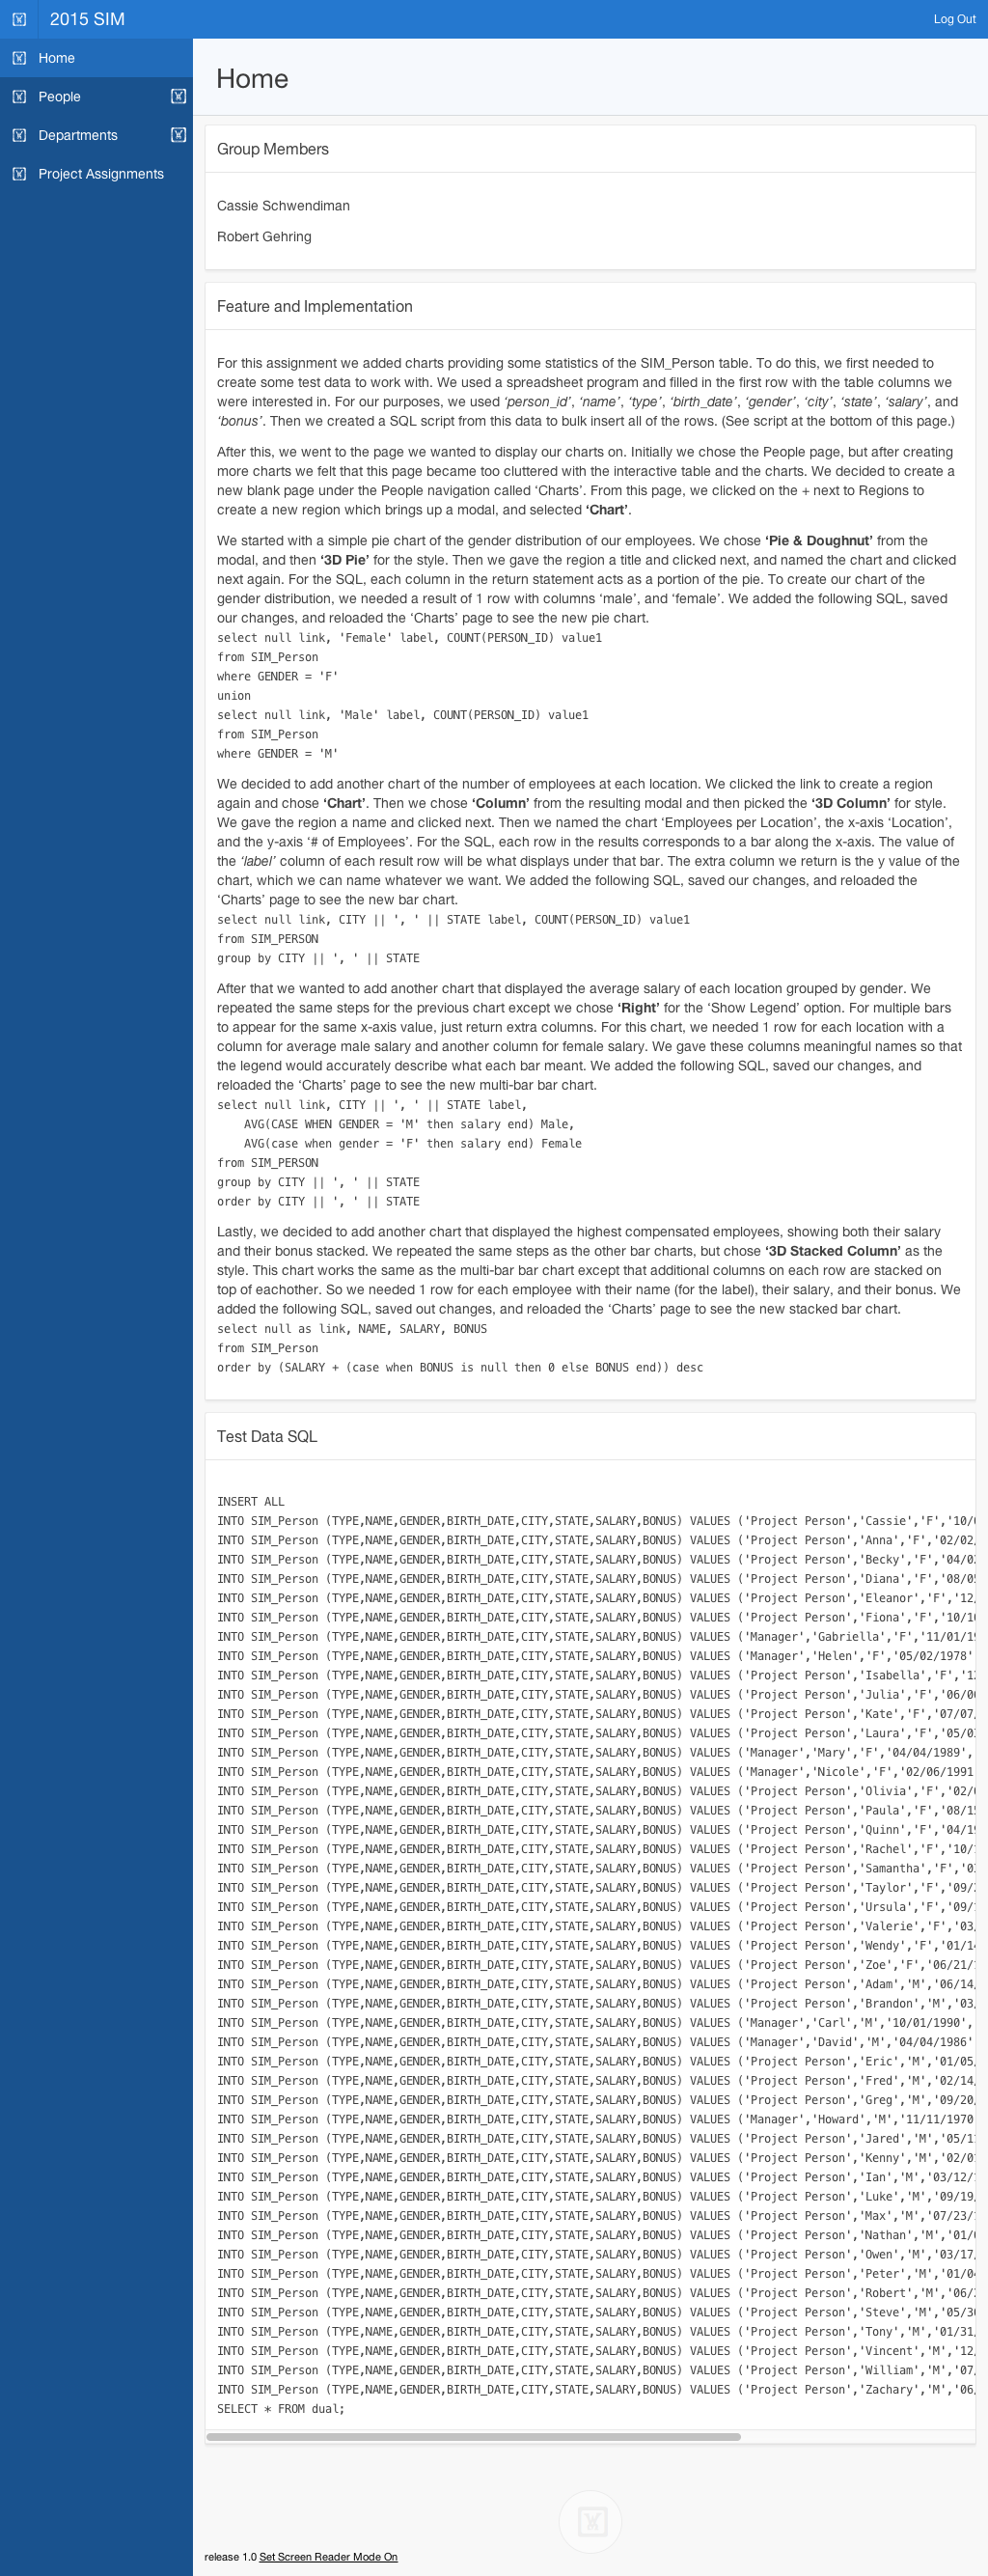 2015 SIM
Log Out
Home
People
Departments
Project Assignments
Home
Group Members
Cassie Schwendiman
Robert Gehring
Feature and Implementation
For this assignment we added charts providing some statistics of the SIM_Person table. To do this, we first needed to
create some test data to work with. We used a spreadsheet program and filled in the first row with the table columns we
were interested in. For our purposes, we used ‘person_id’, ‘name’, ‘type’, ‘birth_date’, ‘gender’, ‘city’, ‘state’, ‘salary’, and
‘bonus’. Then we created a SQL script from this data to bulk insert all of the rows. (See script at the bottom of this page.)
After this, we went to the page we wanted to display our charts on. Initially we chose the People page, but after creating
more charts we felt that this page became too cluttered with the interactive table and the charts. We decided to create a
new blank page under the People navigation called ‘Charts’. From this page, we clicked on the + next to Regions to
create a new region which brings up a modal, and selected ‘Chart’.
We started with a simple pie chart of the gender distribution of our employees. We chose ‘Pie & Doughnut’ from the
modal, and then ‘3D Pie’ for the style. Then we gave the region a title and clicked next, and named the chart and clicked
next again. For the SQL, each column in the return statement acts as a portion of the pie. To create our chart of the
gender distribution, we needed a result of 1 row with columns ‘male’, and ‘female’. We added the following SQL, saved
our changes, and reloaded the ‘Charts’ page to see the new pie chart.
select null link, 'Female' label, COUNT(PERSON_ID) value1
from SIM_Person
where GENDER = 'F'
union
select null link, 'Male' label, COUNT(PERSON_ID) value1
from SIM_Person
where GENDER = 'M'
We decided to add another chart of the number of employees at each location. We clicked the link to create a region
again and chose ‘Chart’. Then we chose ‘Column’ from the resulting modal and then picked the ‘3D Column’ for style.
We gave the region a name and clicked next. Then we named the chart ‘Employees per Location’, the x-axis ‘Location’,
and the y-axis ‘# of Employees’. For the SQL, each row in the results corresponds to a bar along the x-axis. The value of
the ‘label’ column of each result row will be what displays under that bar. The extra column we return is the y value of the
chart, which we can name whatever we want. We added the following SQL, saved our changes, and reloaded the
‘Charts’ page to see the new bar chart.
select null link, CITY || ', ' || STATE label, COUNT(PERSON_ID) value1
from SIM_PERSON
group by CITY || ', ' || STATE
After that we wanted to add another chart that displayed the average salary of each location grouped by gender. We
repeated the same steps for the previous chart except we chose ‘Right’ for the ‘Show Legend’ option. For multiple bars
to appear for the same x-axis value, just return extra columns. For this chart, we needed 1 row for each location with a
column for average male salary and another column for female salary. We gave these columns meaningful names so that
the legend would accurately describe what each bar meant. We added the following SQL, saved our changes, and
reloaded the ‘Charts’ page to see the new multi-bar bar chart.
select null link, CITY || ', ' || STATE label,
AVG(CASE WHEN GENDER = 'M' then salary end) Male,
AVG(case when gender = 'F' then salary end) Female
from SIM_PERSON
group by CITY || ', ' || STATE
order by CITY || ', ' || STATE
Lastly, we decided to add another chart that displayed the highest compensated employees, showing both their salary
and their bonus stacked. We repeated the same steps as the other bar charts, but chose ‘3D Stacked Column’ as the
style. This chart works the same as the multi-bar bar chart except that additional columns on each row are stacked on
top of eachother. So we needed 1 row for each employee with their name (for the label), their salary, and their bonus. We
added the following SQL, saved out changes, and reloaded the ‘Charts’ page to see the new stacked bar chart.
select null as link, NAME, SALARY, BONUS
from SIM_Person
order by (SALARY + (case when BONUS is null then 0 else BONUS end)) desc
Test Data SQL
INSERT ALL
INTO SIM_Person (TYPE,NAME,GENDER,BIRTH_DATE,CITY,STATE,SALARY,BONUS) VALUES ('Project Person','Cassie','F','10/
INTO SIM_Person (TYPE,NAME,GENDER,BIRTH_DATE,CITY,STATE,SALARY,BONUS) VALUES ('Project Person','Anna','F','02/02/
INTO SIM_Person (TYPE,NAME,GENDER,BIRTH_DATE,CITY,STATE,SALARY,BONUS) VALUES ('Project Person','Becky','F','04/0
INTO SIM_Person (TYPE,NAME,GENDER,BIRTH_DATE,CITY,STATE,SALARY,BONUS) VALUES ('Project Person','Diana','F','08/05
INTO SIM_Person (TYPE,NAME,GENDER,BIRTH_DATE,CITY,STATE,SALARY,BONUS) VALUES ('Project Person','Eleanor','F','12/
INTO SIM_Person (TYPE,NAME,GENDER,BIRTH_DATE,CITY,STATE,SALARY,BONUS) VALUES ('Project Person','Fiona','F','10/10
INTO SIM_Person (TYPE,NAME,GENDER,BIRTH_DATE,CITY,STATE,SALARY,BONUS) VALUES ('Manager','Gabriella','F','11/01/19
INTO SIM_Person (TYPE,NAME,GENDER,BIRTH_DATE,CITY,STATE,SALARY,BONUS) VALUES ('Manager','Helen','F','05/02/1978'
INTO SIM_Person (TYPE,NAME,GENDER,BIRTH_DATE,CITY,STATE,SALARY,BONUS) VALUES ('Project Person','Isabella','F','12
INTO SIM_Person (TYPE,NAME,GENDER,BIRTH_DATE,CITY,STATE,SALARY,BONUS) VALUES ('Project Person','Julia','F','06/06
INTO SIM_Person (TYPE,NAME,GENDER,BIRTH_DATE,CITY,STATE,SALARY,BONUS) VALUES ('Project Person','Kate','F','07/07/
INTO SIM_Person (TYPE,NAME,GENDER,BIRTH_DATE,CITY,STATE,SALARY,BONUS) VALUES ('Project Person','Laura','F','05/0
INTO SIM_Person (TYPE,NAME,GENDER,BIRTH_DATE,CITY,STATE,SALARY,BONUS) VALUES ('Manager','Mary','F','04/04/1989',
INTO SIM_Person (TYPE,NAME,GENDER,BIRTH_DATE,CITY,STATE,SALARY,BONUS) VALUES ('Manager','Nicole','F','02/06/1991
INTO SIM_Person (TYPE,NAME,GENDER,BIRTH_DATE,CITY,STATE,SALARY,BONUS) VALUES ('Project Person','Olivia','F','02/
INTO SIM_Person (TYPE,NAME,GENDER,BIRTH_DATE,CITY,STATE,SALARY,BONUS) VALUES ('Project Person','Paula','F','08/15
INTO SIM_Person (TYPE,NAME,GENDER,BIRTH_DATE,CITY,STATE,SALARY,BONUS) VALUES ('Project Person','Quinn','F','04/19
INTO SIM_Person (TYPE,NAME,GENDER,BIRTH_DATE,CITY,STATE,SALARY,BONUS) VALUES ('Project Person','Rachel','F','10/
INTO SIM_Person (TYPE,NAME,GENDER,BIRTH_DATE,CITY,STATE,SALARY,BONUS) VALUES ('Project Person','Samantha','F','03
INTO SIM_Person (TYPE,NAME,GENDER,BIRTH_DATE,CITY,STATE,SALARY,BONUS) VALUES ('Project Person','Taylor','F','09/
INTO SIM_Person (TYPE,NAME,GENDER,BIRTH_DATE,CITY,STATE,SALARY,BONUS) VALUES ('Project Person','Ursula','F','09/
INTO SIM_Person (TYPE,NAME,GENDER,BIRTH_DATE,CITY,STATE,SALARY,BONUS) VALUES ('Project Person','Valerie','F','03/
INTO SIM_Person (TYPE,NAME,GENDER,BIRTH_DATE,CITY,STATE,SALARY,BONUS) VALUES ('Project Person','Wendy','F','01/14
INTO SIM_Person (TYPE,NAME,GENDER,BIRTH_DATE,CITY,STATE,SALARY,BONUS) VALUES ('Project Person','Zoe','F','06/21/
INTO SIM_Person (TYPE,NAME,GENDER,BIRTH_DATE,CITY,STATE,SALARY,BONUS) VALUES ('Project Person','Adam','M','06/14/
INTO SIM_Person (TYPE,NAME,GENDER,BIRTH_DATE,CITY,STATE,SALARY,BONUS) VALUES ('Project Person','Brandon','M','03/
INTO SIM_Person (TYPE,NAME,GENDER,BIRTH_DATE,CITY,STATE,SALARY,BONUS) VALUES ('Manager','Carl','M','10/01/1990',
INTO SIM_Person (TYPE,NAME,GENDER,BIRTH_DATE,CITY,STATE,SALARY,BONUS) VALUES ('Manager','David','M','04/04/1986'
INTO SIM_Person (TYPE,NAME,GENDER,BIRTH_DATE,CITY,STATE,SALARY,BONUS) VALUES ('Project Person','Eric','M','01/05/
INTO SIM_Person (TYPE,NAME,GENDER,BIRTH_DATE,CITY,STATE,SALARY,BONUS) VALUES ('Project Person','Fred','M','02/14/
INTO SIM_Person (TYPE,NAME,GENDER,BIRTH_DATE,CITY,STATE,SALARY,BONUS) VALUES ('Project Person','Greg','M','09/20/
INTO SIM_Person (TYPE,NAME,GENDER,BIRTH_DATE,CITY,STATE,SALARY,BONUS) VALUES ('Manager','Howard','M','11/11/1970
INTO SIM_Person (TYPE,NAME,GENDER,BIRTH_DATE,CITY,STATE,SALARY,BONUS) VALUES ('Project Person','Jared','M','05/11
INTO SIM_Person (TYPE,NAME,GENDER,BIRTH_DATE,CITY,STATE,SALARY,BONUS) VALUES ('Project Person','Kenny','M','02/01
INTO SIM_Person (TYPE,NAME,GENDER,BIRTH_DATE,CITY,STATE,SALARY,BONUS) VALUES ('Project Person','Ian','M','03/12/
INTO SIM_Person (TYPE,NAME,GENDER,BIRTH_DATE,CITY,STATE,SALARY,BONUS) VALUES ('Project Person','Luke','M','09/19/
INTO SIM_Person (TYPE,NAME,GENDER,BIRTH_DATE,CITY,STATE,SALARY,BONUS) VALUES ('Project Person','Max','M','07/23/
INTO SIM_Person (TYPE,NAME,GENDER,BIRTH_DATE,CITY,STATE,SALARY,BONUS) VALUES ('Project Person','Nathan','M','01/
INTO SIM_Person (TYPE,NAME,GENDER,BIRTH_DATE,CITY,STATE,SALARY,BONUS) VALUES ('Project Person','Owen','M','03/17/
INTO SIM_Person (TYPE,NAME,GENDER,BIRTH_DATE,CITY,STATE,SALARY,BONUS) VALUES ('Project Person','Peter','M','01/04
INTO SIM_Person (TYPE,NAME,GENDER,BIRTH_DATE,CITY,STATE,SALARY,BONUS) VALUES ('Project Person','Robert','M','06/
INTO SIM_Person (TYPE,NAME,GENDER,BIRTH_DATE,CITY,STATE,SALARY,BONUS) VALUES ('Project Person','Steve','M','05/30
INTO SIM_Person (TYPE,NAME,GENDER,BIRTH_DATE,CITY,STATE,SALARY,BONUS) VALUES ('Project Person','Tony','M','01/31/
INTO SIM_Person (TYPE,NAME,GENDER,BIRTH_DATE,CITY,STATE,SALARY,BONUS) VALUES ('Project Person','Vincent','M','12/
INTO SIM_Person (TYPE,NAME,GENDER,BIRTH_DATE,CITY,STATE,SALARY,BONUS) VALUES ('Project Person','William','M','07/
INTO SIM_Person (TYPE,NAME,GENDER,BIRTH_DATE,CITY,STATE,SALARY,BONUS) VALUES ('Project Person','Zachary','M','06/
SELECT * FROM dual;
release 1.0 Set Screen Reader Mode On